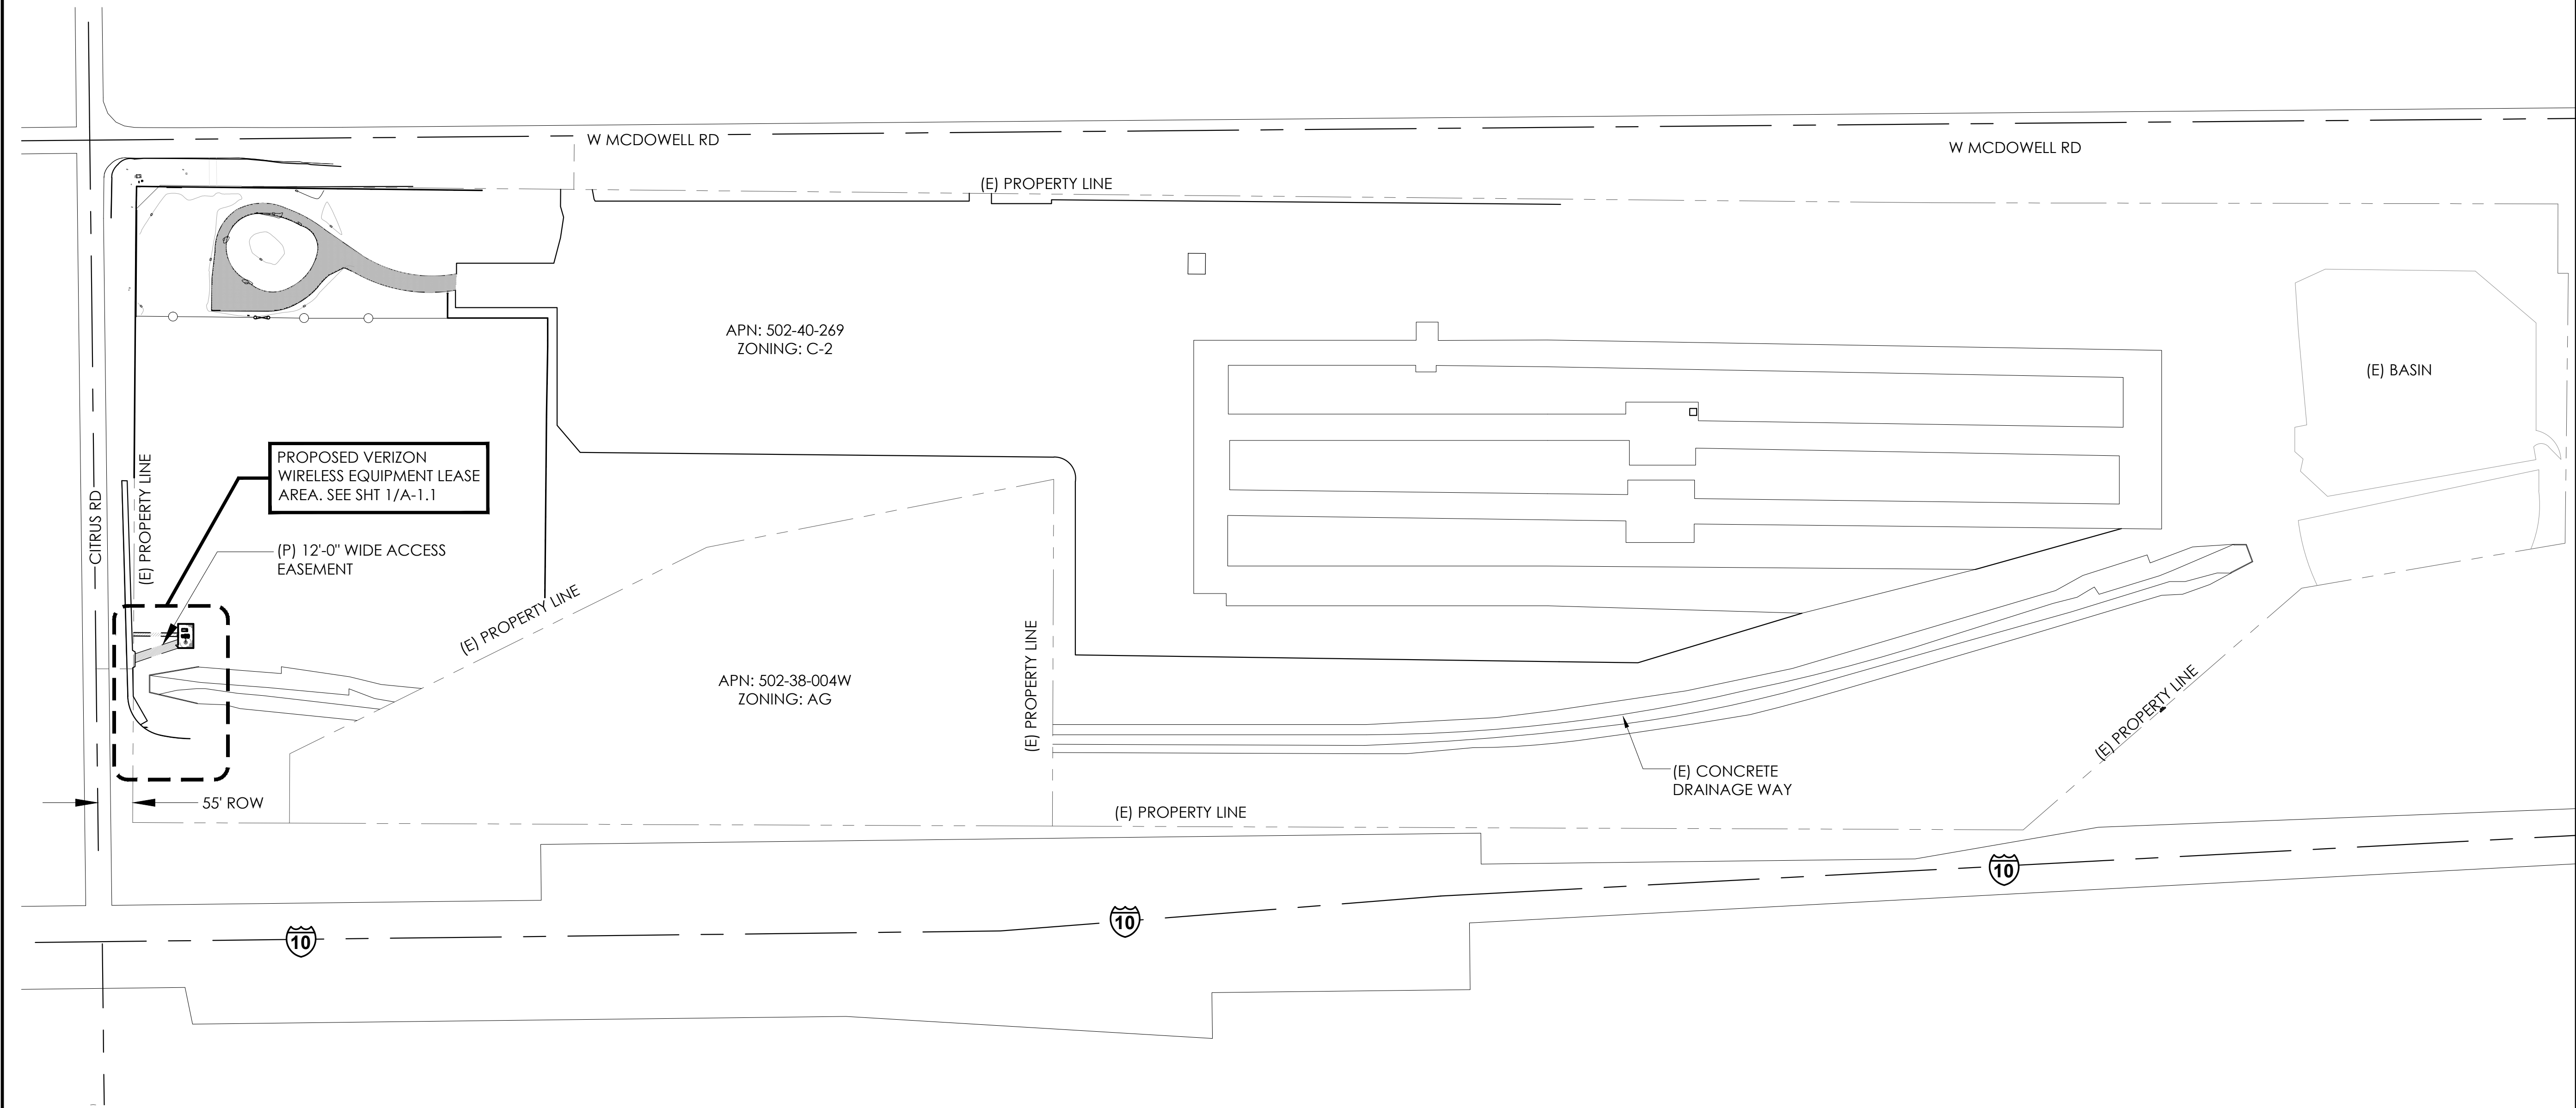 W MCDOWELL RD
W MCDOWELL RD
(E) PROPERTY LINE
APN: 502-40-269
ZONING: C-2
(E) BASIN
PROPOSED VERIZON
WIRELESS EQUIPMENT LEASE
AREA. SEE SHT 1/A-1.1
CITRUS RD
(E) PROPERTY LINE
(P) 12'-0" WIDE ACCESS
EASEMENT
(E) PROPERTY LINE
(E) PROPERTY LINE
APN: 502-38-004W
ZONING: AG
(E) PROPERTY LINE
(E) CONCRETE
DRAINAGE WAY
55' ROW
(E) PROPERTY LINE
10
10
10